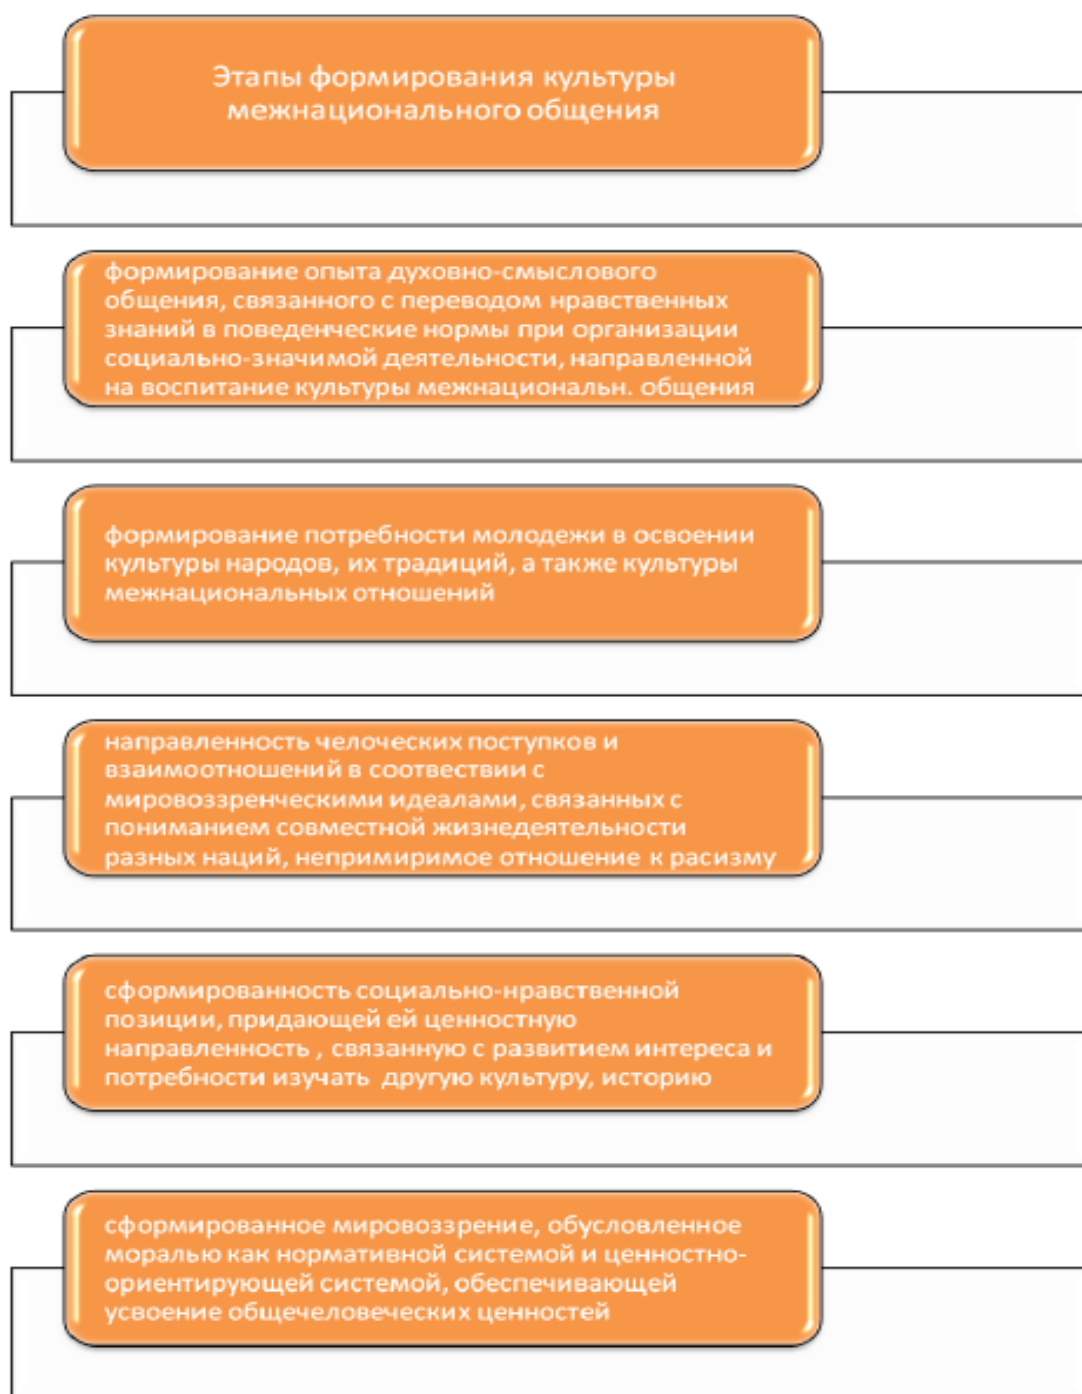 Этапы формирования культуры
межнационального общения
формирование опыта духовно-смыслового
общения, связанного с переводом нравственных
знаний в поведенческие нормы при организации
социально-значимой деятельности, направленной
на воспитание культуры межнациональн. общения
формирование потребности молодежи в освоении
культуры народов, их традиций, а также культуры
межнациональных отношений
направленность челоческих поступков и
взаимоотношений в соотвествии с
мировоззренческими идеалами, связанных с
пониманием совместной жизнедеятельности
разных наций, непримиримое отношение к расизму
сформированность социально-нравственной
позиции, придающей ей ценностную
направленность , связанную с развитием интереса и
потребности изучать  другую культуру, историю
сформированное мировоззрение, обусловленное
моралью как нормативной системой и ценностно-
ориентирующей системой, обеспечивающей
усвоение общечеловеческих ценностей